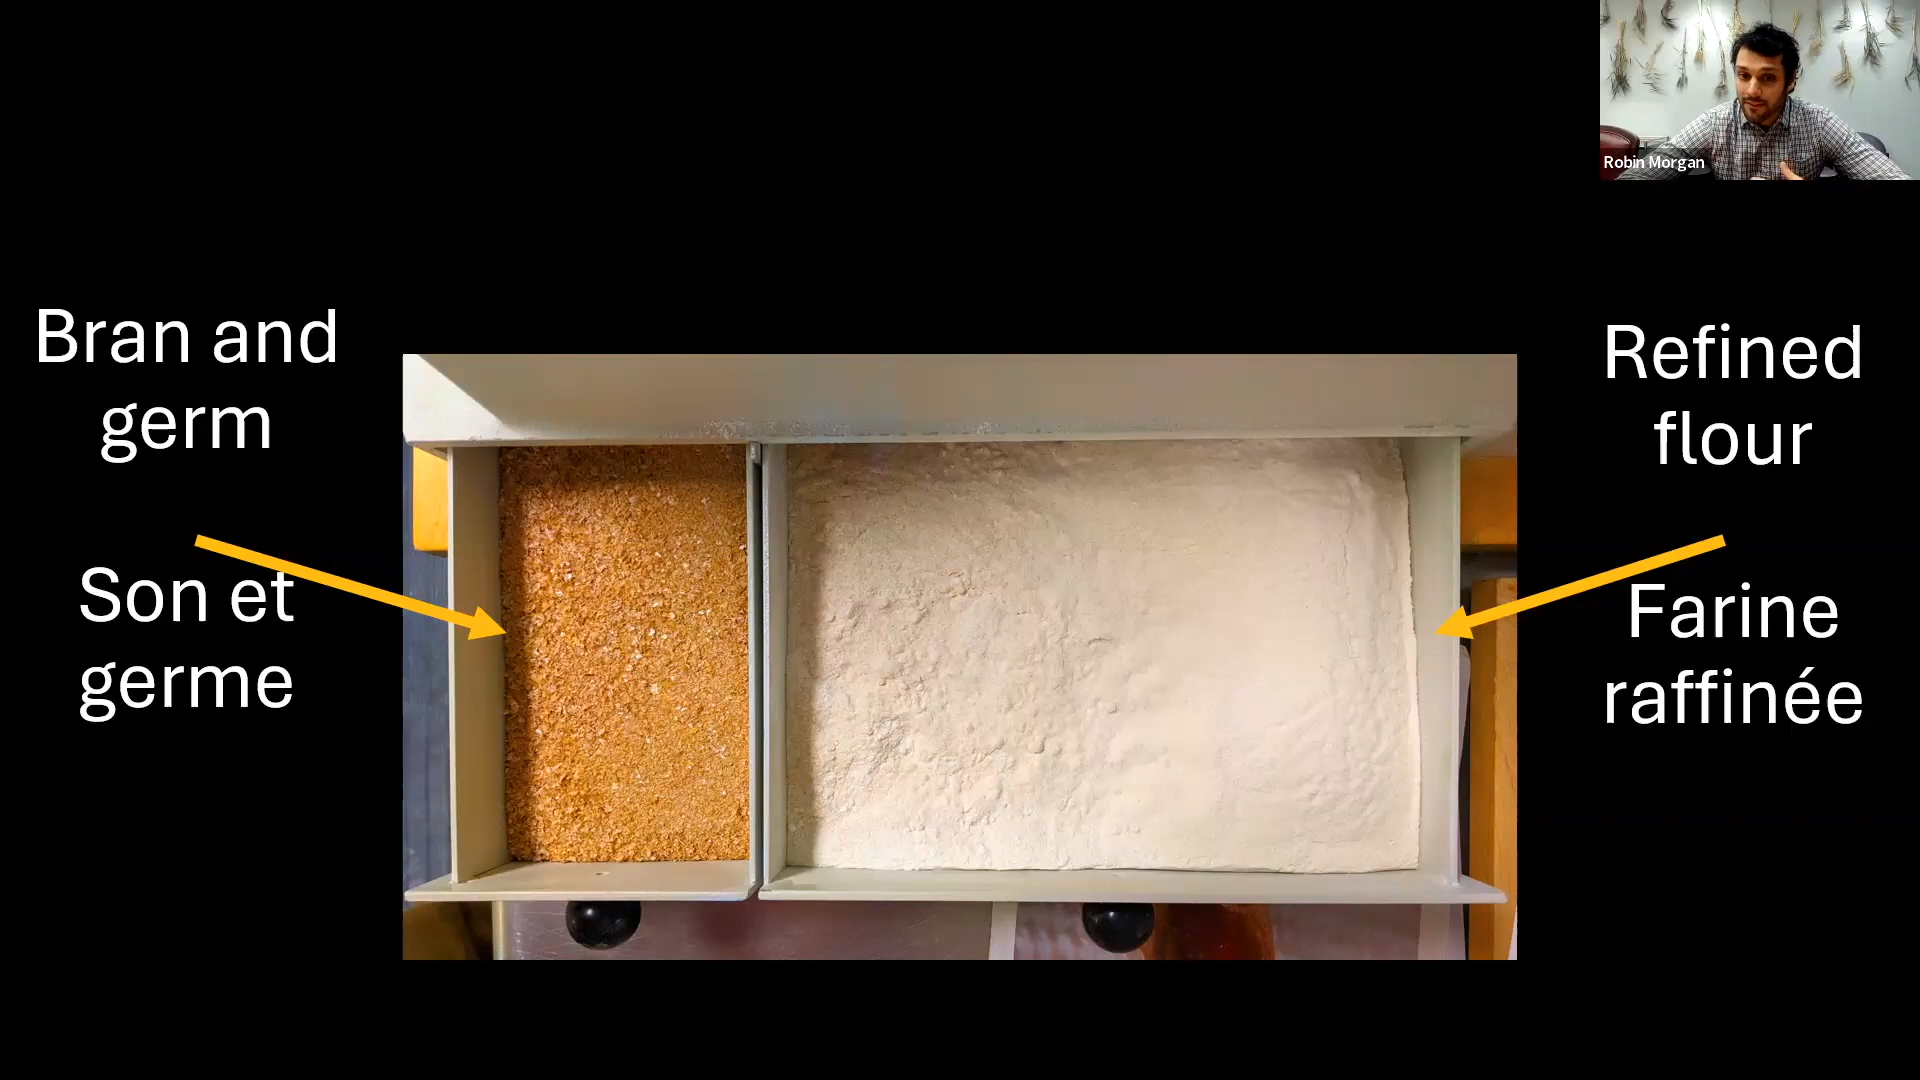 Robin Morgan
Bran and
germ
Son et
germe
Refined
flour
Farine
raffinée